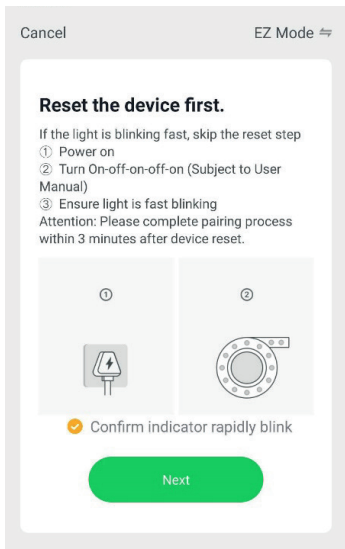 Cancel
EZ Mode ⇋
Reset the device first.
If the light is blinking fast, skip the reset step
① Power on
② Turn On-off-on-off-on (Subject to User
Manual)
③ Ensure light is fast blinking
Attention: Please complete pairing process
within 3 minutes after device reset.
①
②
Confirm indicator rapidly blink
Next